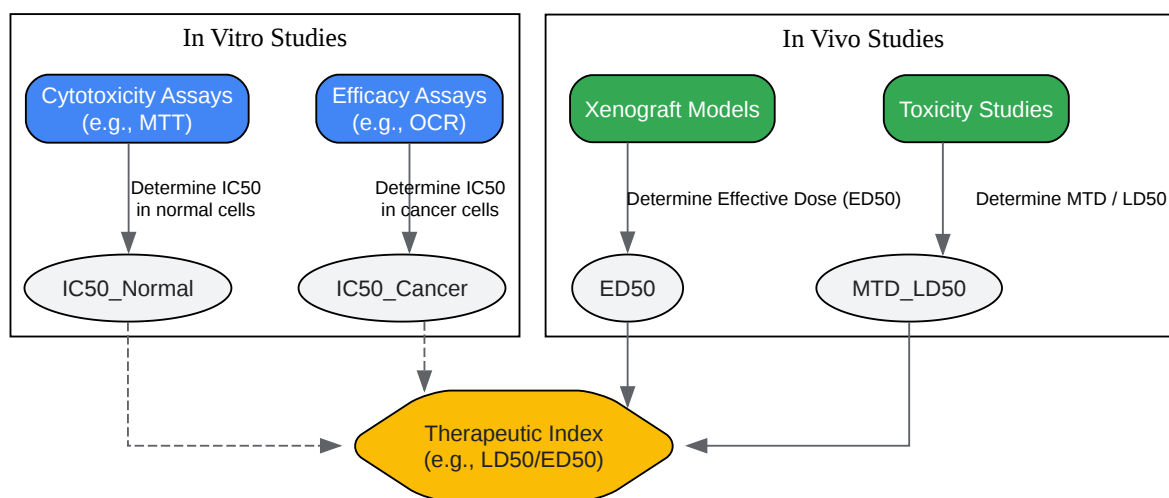 In Vitro Studies
In Vivo Studies
Cytotoxicity Assays
(e.g., MTT)
Efficacy Assays
(e.g., OCR)
Xenograft Models
Toxicity Studies
Determine IC50
in normal cells
Determine IC50
in cancer cells
Determine Effective Dose (ED50)
Determine MTD / LD50
IC50_Normal
IC50_Cancer
ED50
MTD_LD50
Therapeutic Index
(e.g., LD50/ED50)